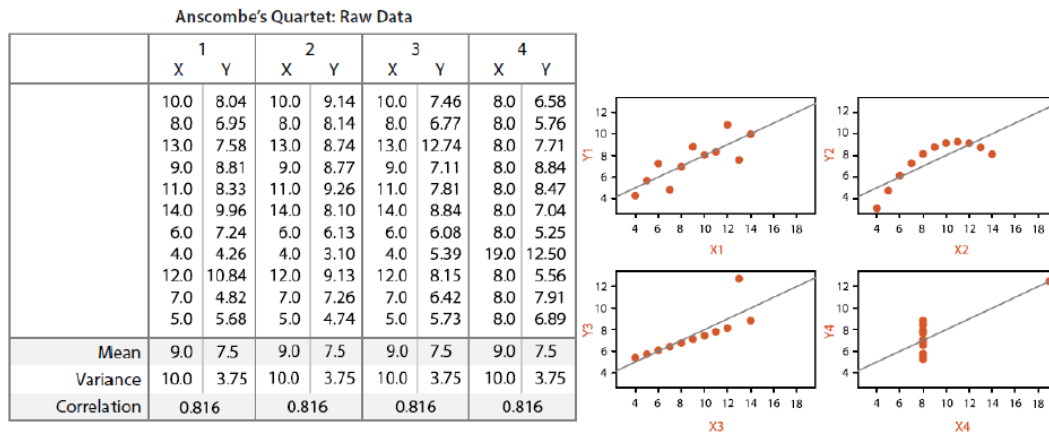 Anscombe's Quartet: Raw Data
1 2 3 4
X Y X Y X Y X Y
10.0 8.04 10.0 9.14 10.0 7.46 8.0 6.58
8.0 6.95 8.0 8.14 8.0 6.77 8.0 5.76
13.0 7.58 13.0 8.74 13.0 12.74 8.0 7.71
9.0 8.81 9.0 8.77 9.0 7.11 8.0 8.84
11.0 8.33 11.0 9.26 11.0 7.81 8.0 8.47
14.0 9.96 14.0 8.10 14.0 8.84 8.0 7.04
6.0 7.24 6.0 6.13 6.0 6.08 8.0 5.25
4.0 4.26 4.0 3.10 4.0 5.39 19.0 12.50
12.0 10.84 12.0 9.13 12.0 8.15 8.0 5.56
7.0 4.82 7.0 7.26 7.0 6.42 8.0 7.91
5.0 5.68 5.0 4.74 5.0 5.73 8.0 6.89
Mean 9.0 7.5 9.0 7.5 9.0 7.5 9.0 7.5
Variance 10.0 3.75 10.0 3.75 10.0 3.75 10.0 3.75
Correlation 0.816 0.816 0.816 0.816
Y1
12
10
8
6
4
4 6 8 10 12 14 16 18
X1
Y2
12
10
8
6
4
4 6 8 10 12 14 16 18
X2
Y3
12
10
8
6
4
4 6 8 10 12 14 16 18
X3
Y4
12
10
8
6
4
4 6 8 10 12 14 16 18
X4